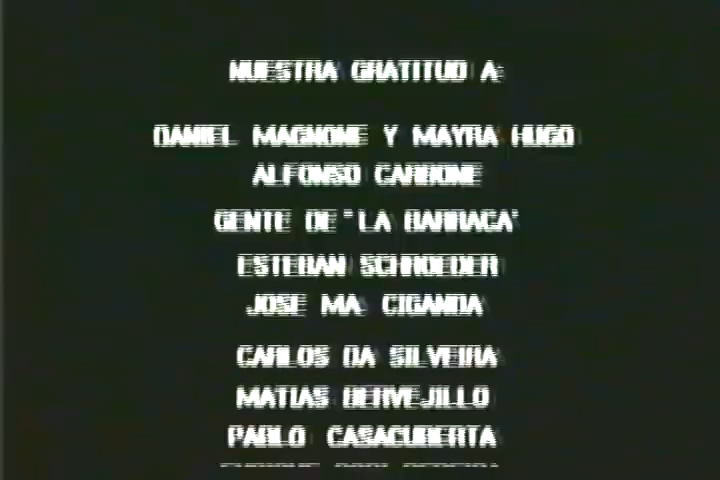 NUESTRA GRATITUD A:
DANIEL MAGNONE Y MAYRA HUGO
ALFONSO CARBONE
GENTE DE "LA BARRACA"
ESTEBAN SCHROEDER
JOSE MA. CIGANDA
CARLOS DA SILVEIRA
MATIAS BERVEJILLO
PABLO CASACUBERTA